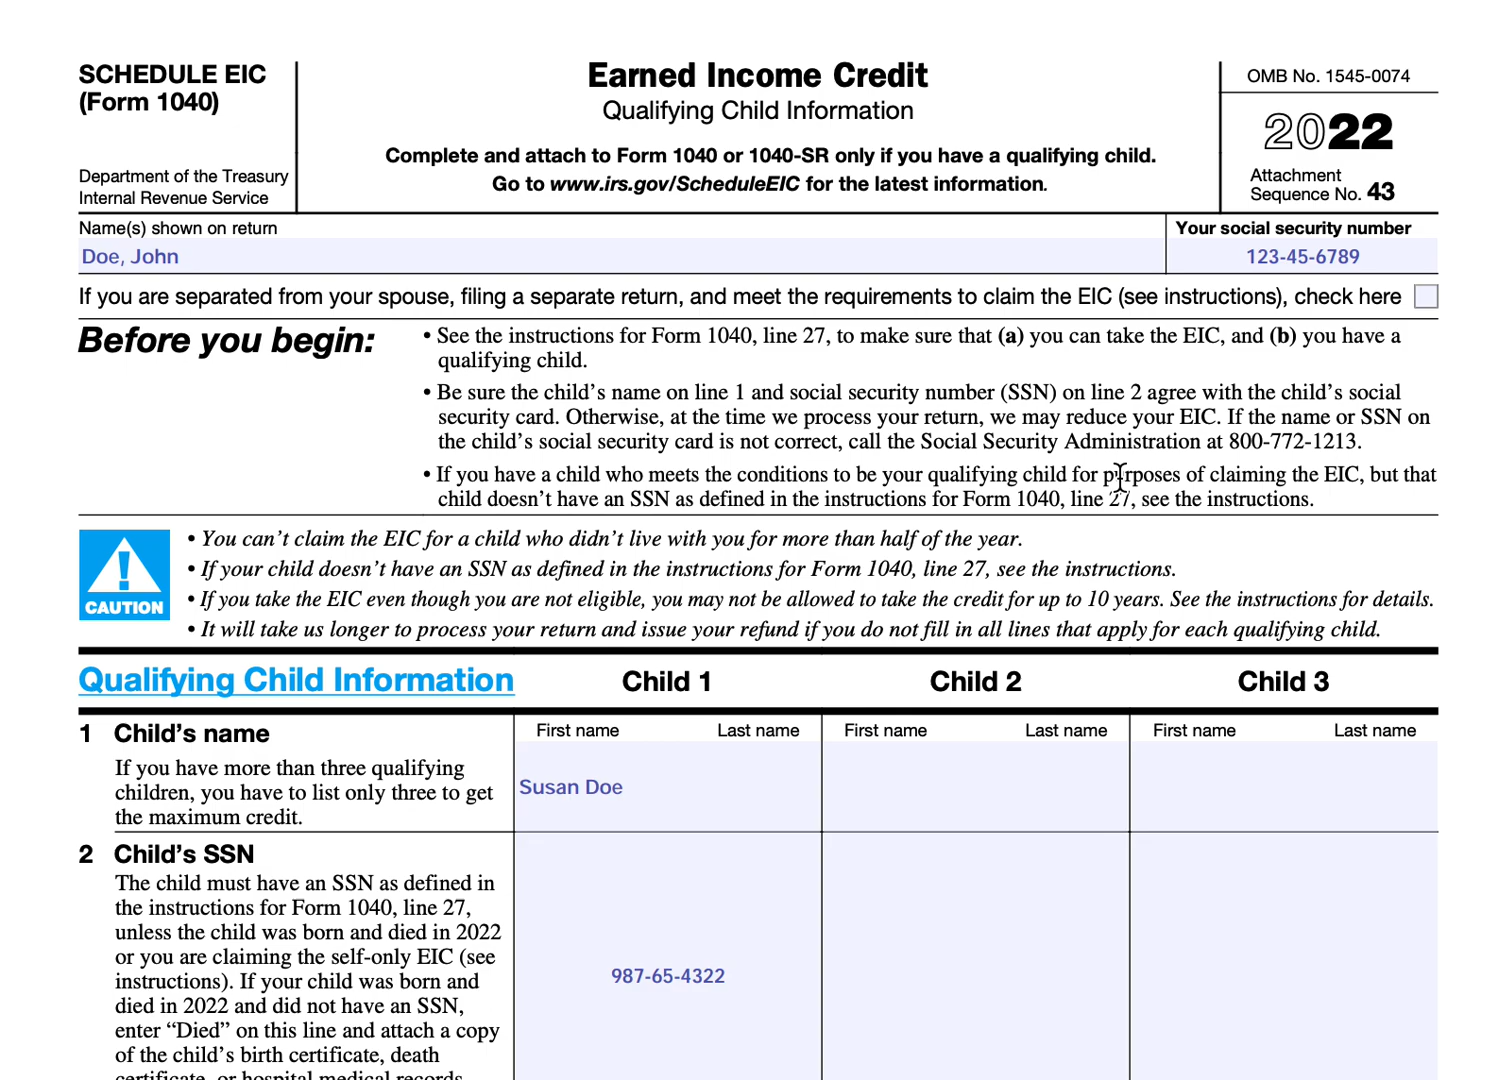 SCHEDULE EIC
(Form 1040)
Department of the Treasury
Internal Revenue Service
Earned Income Credit
Qualifying Child Information
Complete and attach to Form 1040 or 1040-SR only if you have a qualifying child.
Go to www.irs.gov/ScheduleEIC for the latest information.
OMB No. 1545-0074
2022
Attachment
Sequence No. 43
Name(s) shown on return
Doe, John
Your social security number
123-45-6789
If you are separated from your spouse, filing a separate return, and meet the requirements to claim the EIC (see instructions), check here
Before you begin:
• See the instructions for Form 1040, line 27, to make sure that (a) you can take the EIC, and (b) you have a
qualifying child.
• Be sure the child’s name on line 1 and social security number (SSN) on line 2 agree with the child’s social
security card. Otherwise, at the time we process your return, we may reduce your EIC. If the name or SSN on
the child’s social security card is not correct, call the Social Security Administration at 800-772-1213.
• If you have a child who meets the conditions to be your qualifying child for purposes of claiming the EIC, but that
child doesn’t have an SSN as defined in the instructions for Form 1040, line 27, see the instructions.
CAUTION
• You can’t claim the EIC for a child who didn’t live with you for more than half of the year.
• If your child doesn’t have an SSN as defined in the instructions for Form 1040, line 27, see the instructions.
• If you take the EIC even though you are not eligible, you may not be allowed to take the credit for up to 10 years. See the instructions for details.
• It will take us longer to process your return and issue your refund if you do not fill in all lines that apply for each qualifying child.
Qualifying Child Information
Child 1
Child 2
Child 3
1 Child’s name
If you have more than three qualifying
children, you have to list only three to get
the maximum credit.
First name Last name
First name Last name
First name Last name
Susan Doe
2 Child’s SSN
The child must have an SSN as defined in
the instructions for Form 1040, line 27,
unless the child was born and died in 2022
or you are claiming the self-only EIC (see
instructions). If your child was born and
died in 2022 and did not have an SSN,
enter “Died” on this line and attach a copy
of the child’s birth certificate, death
certificate, or hospital medical records
987-65-4322